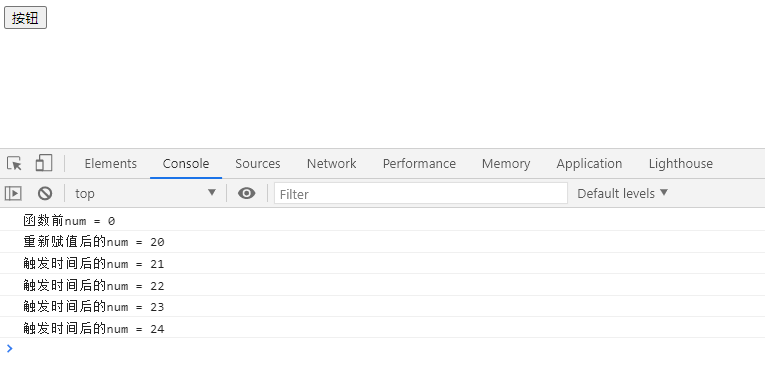 按钮
Elements Console Sources Network Performance Memory Application Lighthouse
top Filter Default levels
函数前num = 0
重新赋值后的num = 20
触发时间后的num = 21
触发时间后的num = 22
触发时间后的num = 23
触发时间后的num = 24